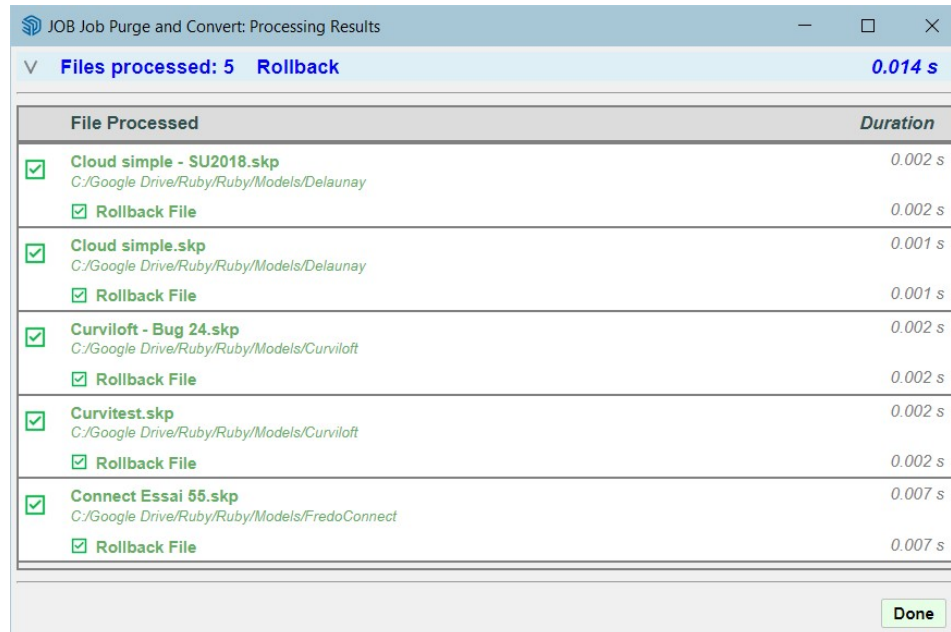 JOB Job Purge and Convert: Processing Results
Files processed: 5 Rollback 0.014 s
File Processed Duration
Cloud simple - SU2018.skp 0.002 s
C:/Google Drive/Ruby/Ruby/Models/Delaunay
Rollback File 0.002 s
Cloud simple.skp 0.001 s
C:/Google Drive/Ruby/Ruby/Models/Delaunay
Rollback File 0.001 s
Curviloft - Bug 24.skp 0.002 s
C:/Google Drive/Ruby/Ruby/Models/Curviloft
Rollback File 0.002 s
Curvitest.skp 0.002 s
C:/Google Drive/Ruby/Ruby/Models/Curviloft
Rollback File 0.002 s
Connect Essai 55.skp 0.007 s
C:/Google Drive/Ruby/Ruby/Models/FredoConnect
Rollback File 0.007 s
Done